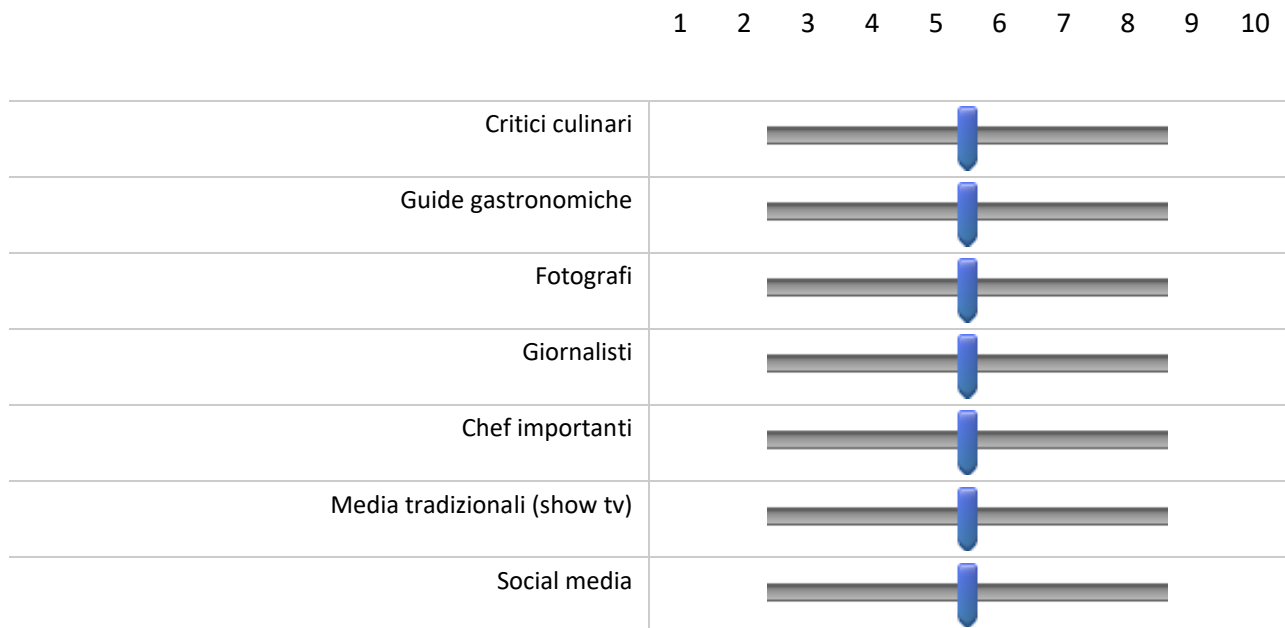 1 2 3 4 5 6 7 8 9 10
Critici culinari
Guide gastronomiche
Fotografi
Giornalisti
Chef importanti
Media tradizionali (show tv)
Social media